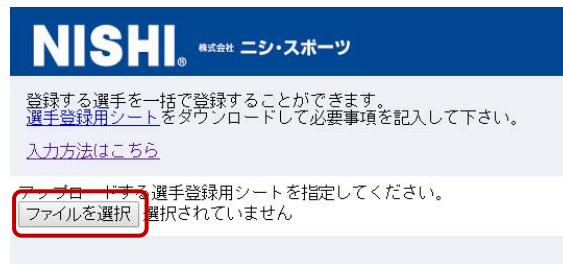 NISHI® 株式会社 ニシ・スポーツ
登録する選手を一括で登録することができます。
選手登録用シートをダウンロードして必要事項を記入して下さい。
入力方法はこちら
アップロードする選手登録用シートを指定してください。
ファイルを選択 選択されていません